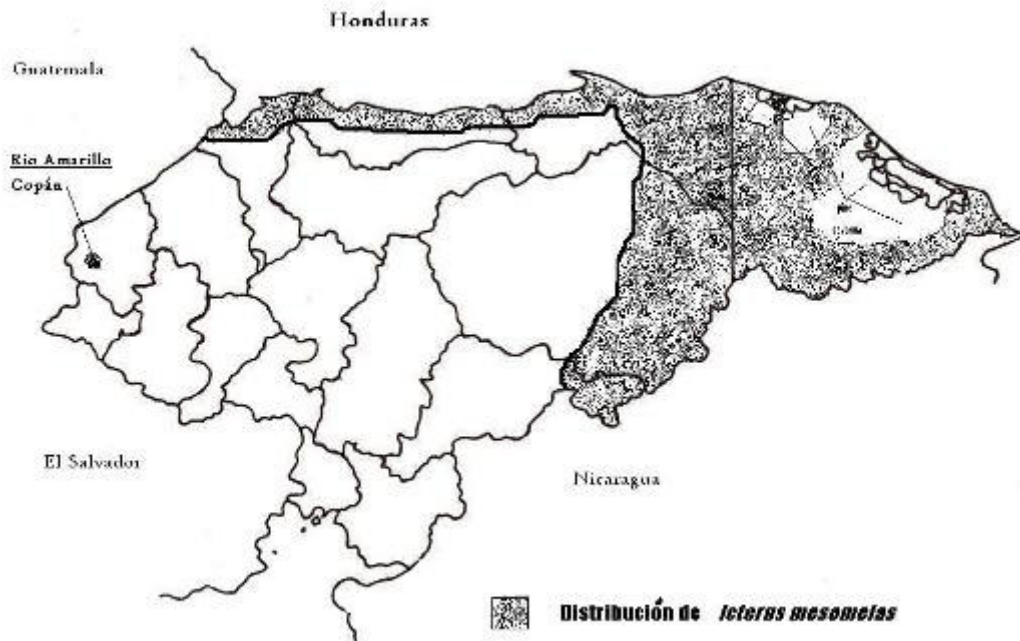 Honduras
Guatemala
Rio Amarillo
Copán
El Salvador
Nicaragua
Distribución de Icterus mesomelas